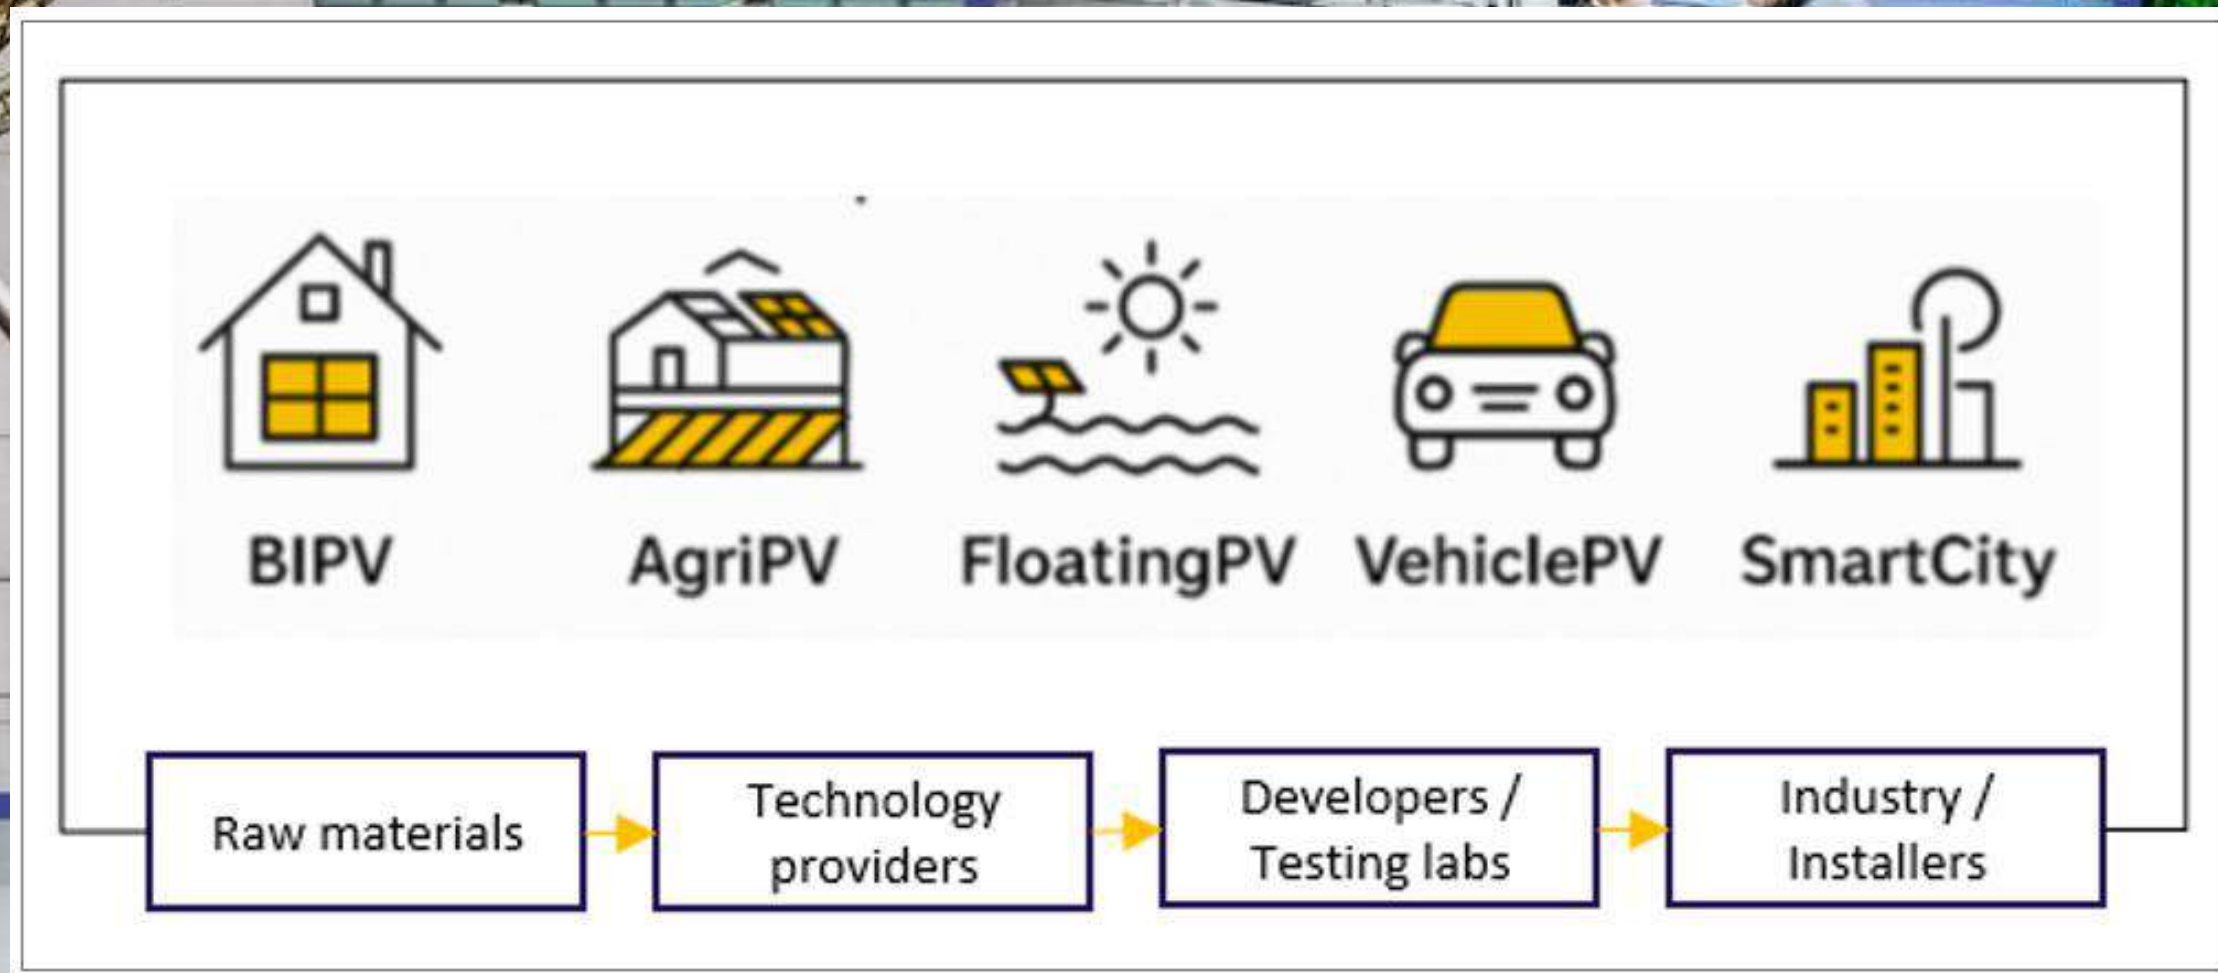 BIPV AgriPV FloatingPV VehiclePV SmartCity
Raw materials
Technology
providers
Developers /
Testing labs
Industry /
Installers